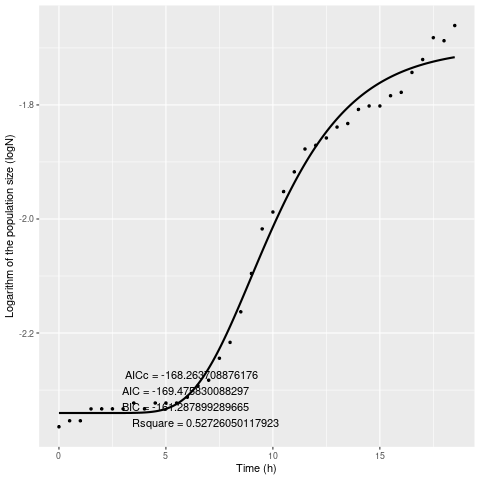 -1.8
-2.0
-2.2
Logarithm of the population size (logN)
AICc = -168.263708876176
AIC = -169.475830088297
BIC = -161.287899289665
Rsquare = 0.52726050117923
0 5 10 15
Time (h)